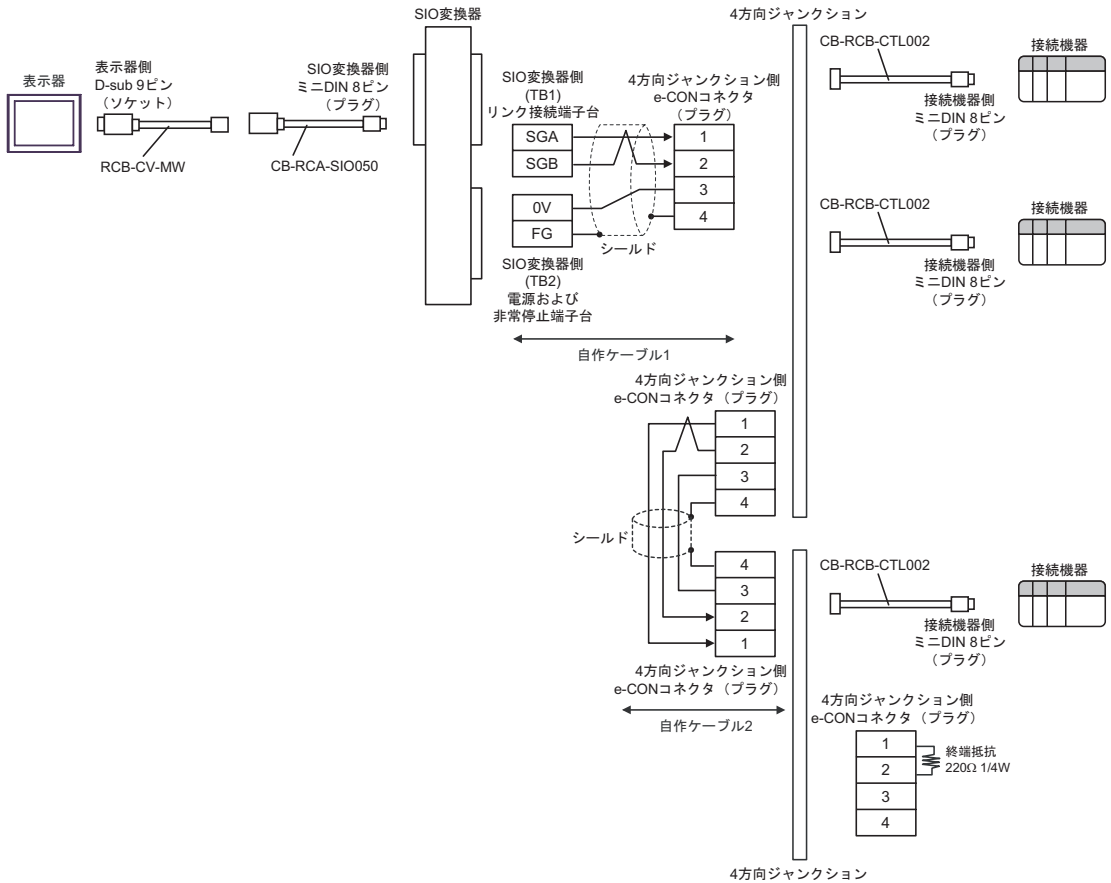 SIO変換器
4方向ジャンクション
表示器
表示器側
D-sub 9ピン
（ソケット）
RCB-CV-MW
SIO変換器側
ミニDIN 8ピン
（プラグ）
CB-RCA-SIO050
SIO変換器側
(TB1)
リンク接続端子台
SGA
SGB
0V
FG
SIO変換器側
(TB2)
電源および
非常停止端子台
シールド
4方向ジャンクション側
e-CONコネクタ
（プラグ）
1
2
3
4
自作ケーブル1
CB-RCB-CTL002
接続機器側
ミニDIN 8ピン
（プラグ）
接続機器
CB-RCB-CTL002
接続機器側
ミニDIN 8ピン
（プラグ）
接続機器
4方向ジャンクション側
e-CONコネクタ（プラグ）
1
2
3
4
シールド
4
3
2
1
4方向ジャンクション側
e-CONコネクタ（プラグ）
自作ケーブル2
CB-RCB-CTL002
接続機器側
ミニDIN 8ピン
（プラグ）
接続機器
4方向ジャンクション側
e-CONコネクタ（プラグ）
1
2
3
4
終端抵抗
220Ω 1/4W
4方向ジャンクション